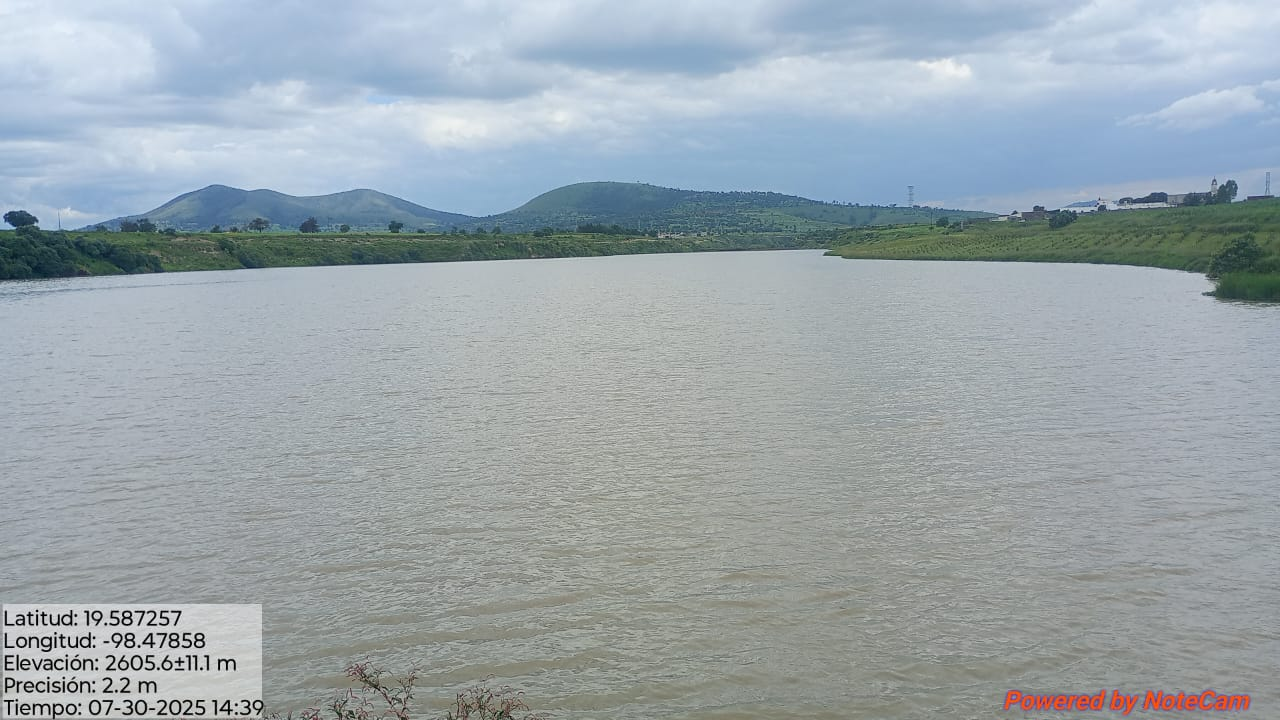 Latitud: 19.587257
Longitud: -98.47858
Elevación: 2605.6±11.1 m
Precisión: 2.2 m
Tiempo: 07-30-2025 14:39
Powered by NoteCam